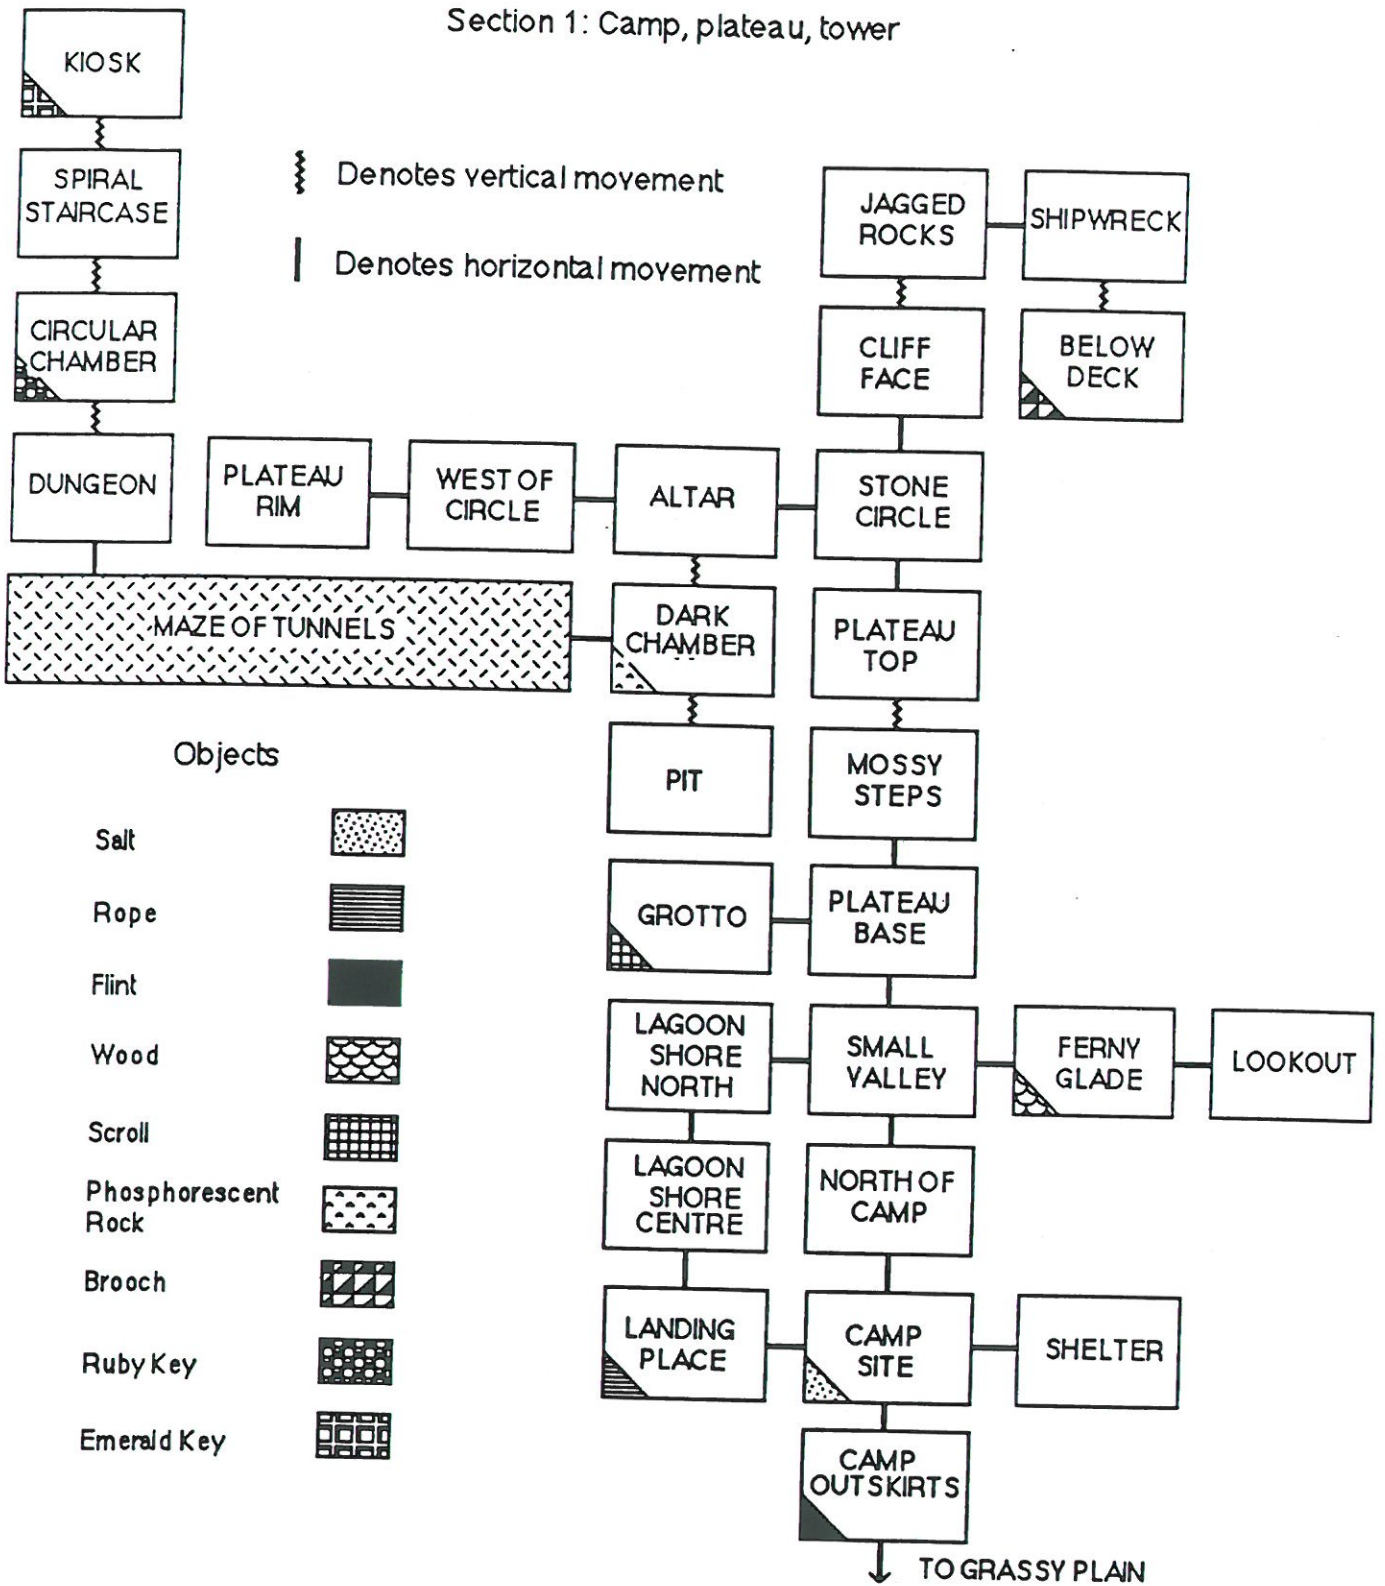 Section 1: Camp, plateau, tower
KIOSK
SPIRAL
STAIRCASE
Denotes vertical movement
Denotes horizontal movement
JAGGED
ROCKS
SHIPWRECK
CIRCULAR
CHAMBER
CLIFF
FACE
BELOW
DECK
DUNGEON
PLATEAU
RIM
WEST OF
CIRCLE
ALTAR
STONE
CIRCLE
MAZE OF TUNNELS
DARK
CHAMBER
PLATEAU
TOP
PIT
MOSSY
STEPS
GROTTO
PLATEAU
BASE
LAGOON
SHORE
NORTH
SMALL
VALLEY
FERNY
GLADE
LOOKOUT
LAGOON
SHORE
CENTRE
NORTH OF
CAMP
LANDING
PLACE
CAMP
SITE
SHELTER
CAMP
OUTSKIRTS
TO GRASSY PLAIN
Objects
Salt
Rope
Flint
Wood
Scroll
Phosphorescent
Rock
Brooch
Ruby Key
Emerald Key